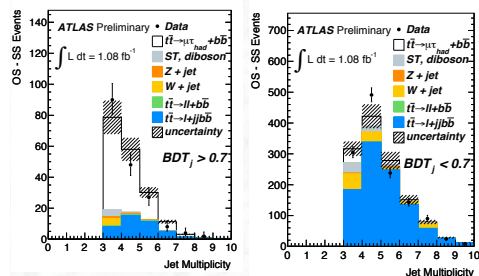 OS - SS Events
160
140
120
100
80
60
40
20
0
ATLAS Preliminary
∫ L dt = 1.08 fb⁻¹
Data
tt̄→μτhad+bb̄
ST, diboson
Z + jet
W + jet
tt̄→ll+bb̄
tt̄→l+jjbb̄
uncertainty
BDTj > 0.7
0 1 2 3 4 5 6 7 8 9 10
Jet Multiplicity
OS - SS Events
700
600
500
400
300
200
100
0
ATLAS Preliminary
∫ L dt = 1.08 fb⁻¹
Data
tt̄→μτhad+bb̄
ST, diboson
Z + jet
W + jet
tt̄→ll+bb̄
tt̄→l+jjbb̄
uncertainty
BDTj < 0.7
0 1 2 3 4 5 6 7 8 9 10
Jet Multiplicity